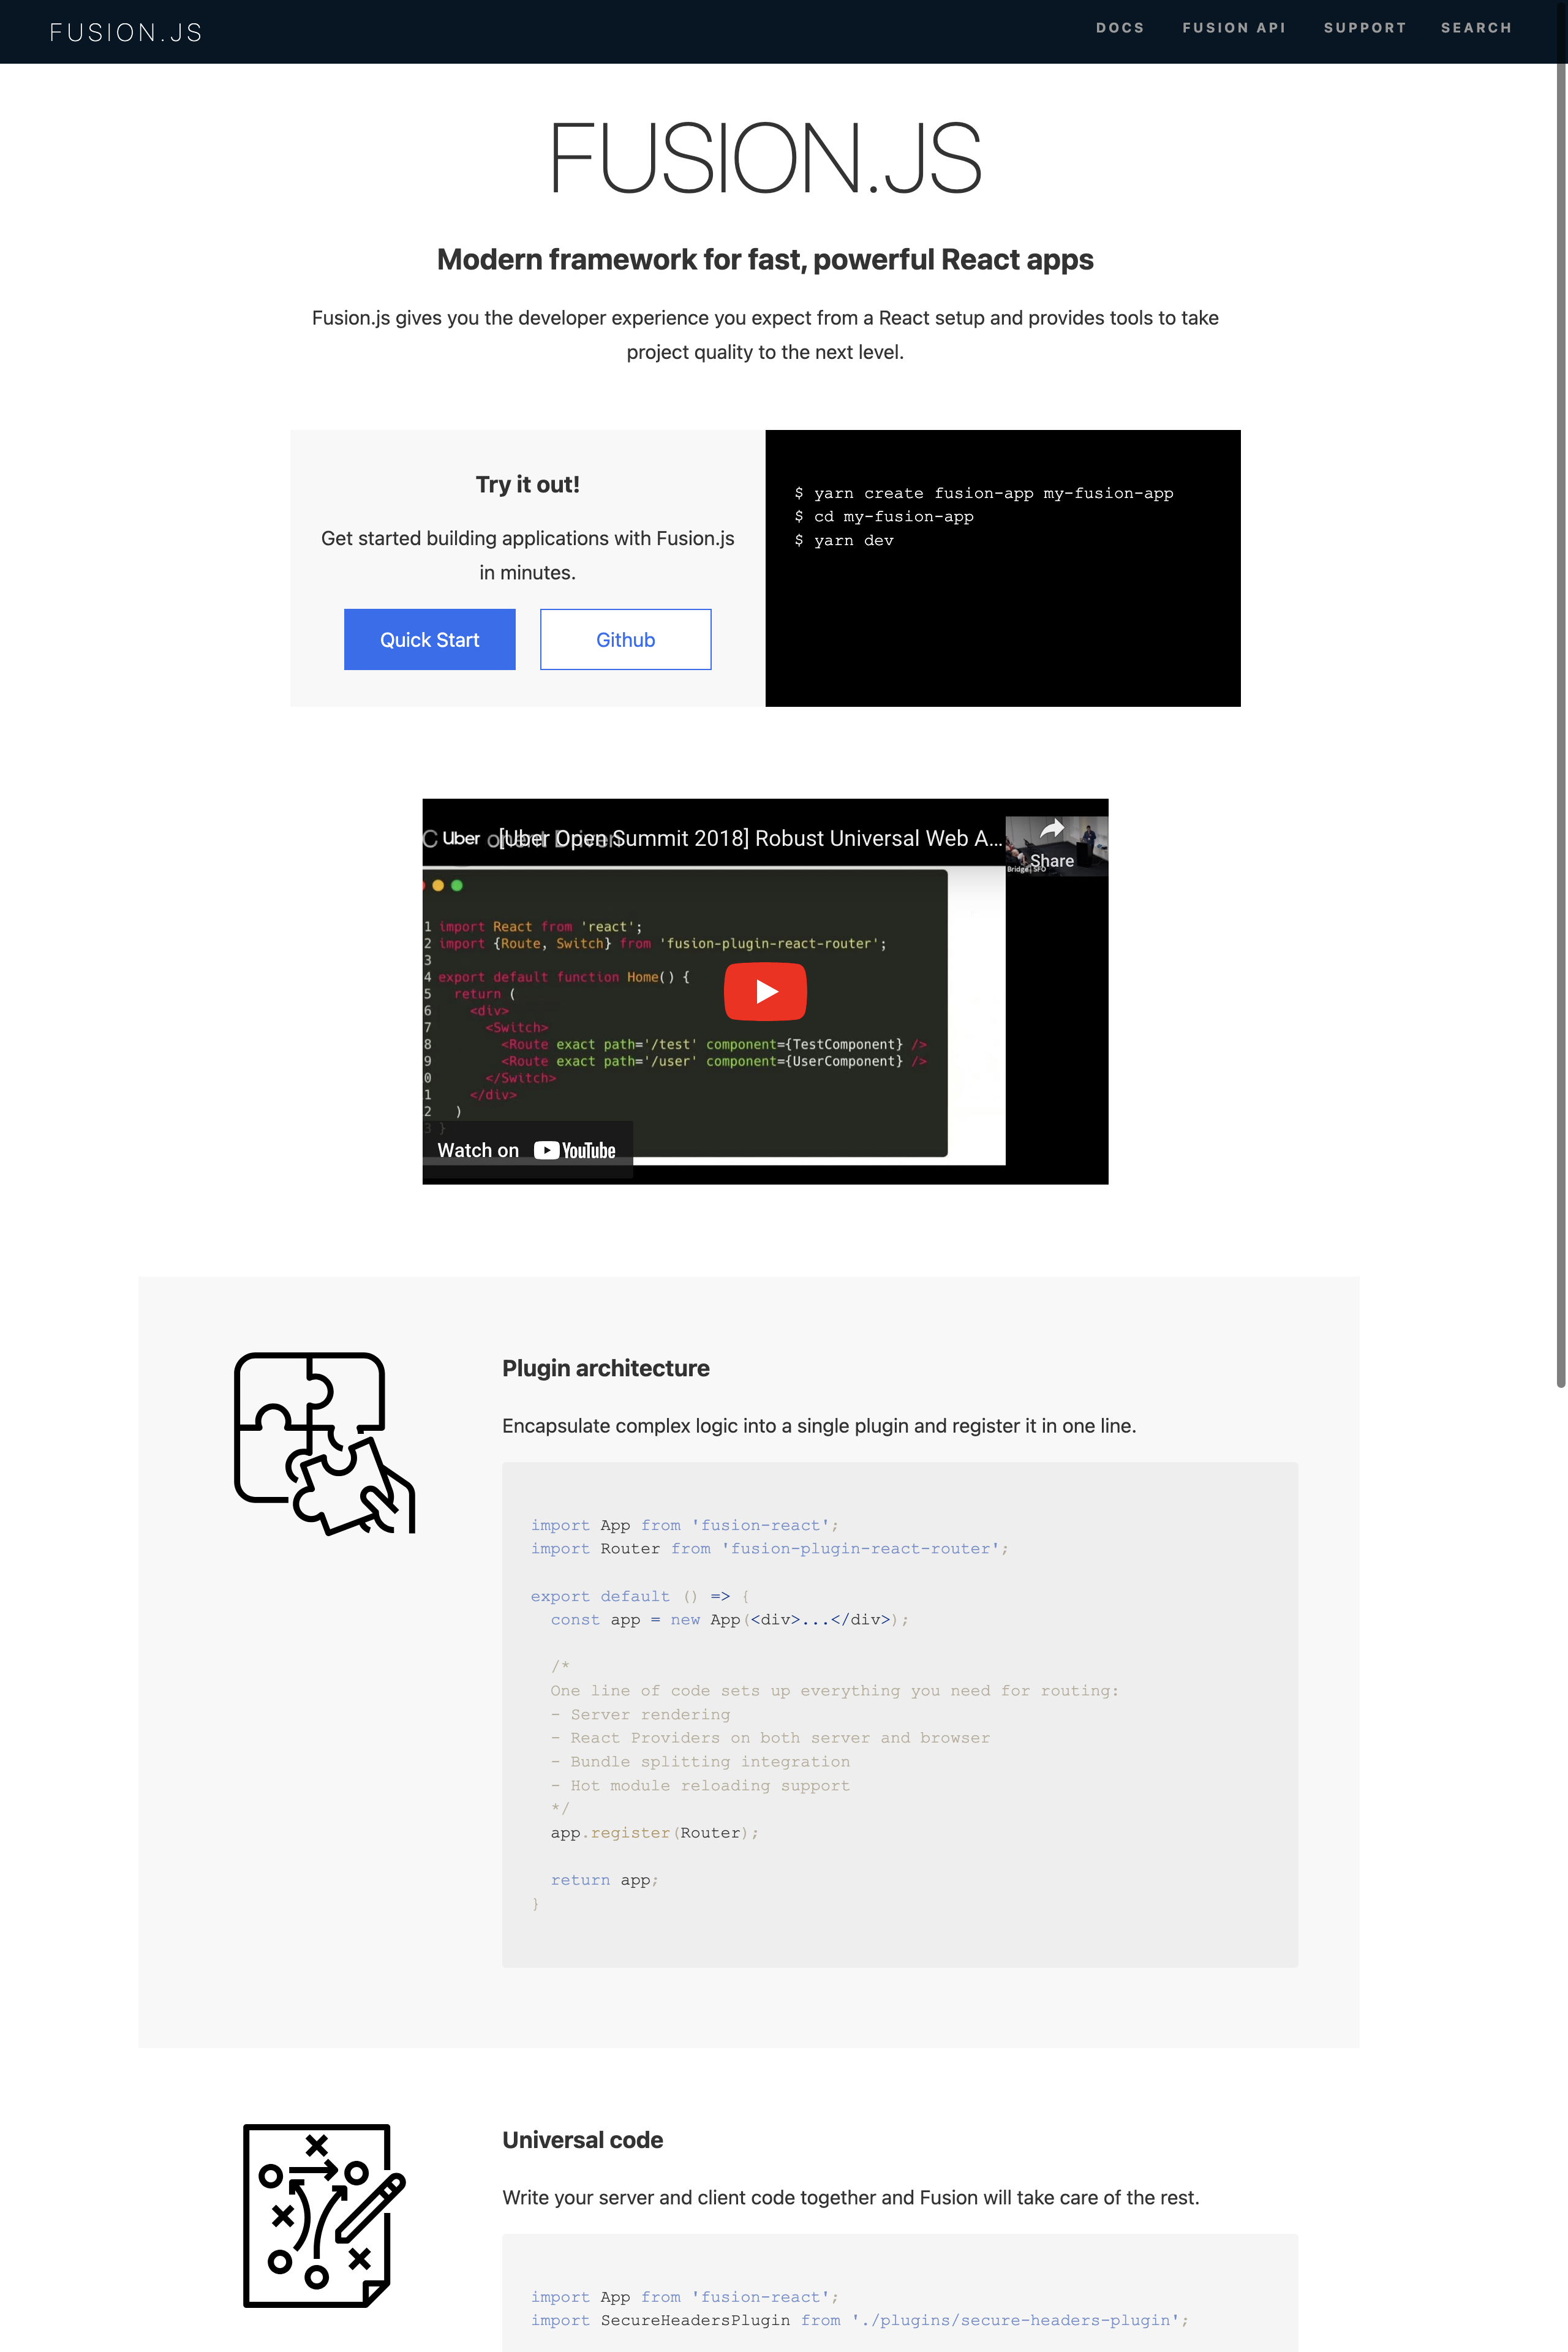 FUSION.JS
DOCS FUSION API SUPPORT SEARCH
FUSION.JS
Modern framework for fast, powerful React apps
Fusion.js gives you the developer experience you expect from a React setup and provides tools to take
project quality to the next level.
Try it out!
Get started building applications with Fusion.js
in minutes.
Quick Start
Github
$ yarn create fusion-app my-fusion-app
$ cd my-fusion-app
$ yarn dev
Uber [Uber Open Summit 2018] Robust Universal Web A...
Share
1 import React from 'react';
2 import {Route, Switch} from 'fusion-plugin-react-router';
3
4 export default function Home() {
5 return (
6 <div>
7 <Switch>
8 <Route exact path='/test' component={TestComponent} />
9 <Route exact path='/user' component={UserComponent} />
0 </Switch>
1 </div>
2 )
3 }
Watch on YouTube
Plugin architecture
Encapsulate complex logic into a single plugin and register it in one line.
import App from 'fusion-react';
import Router from 'fusion-plugin-react-router';
export default () => {
const app = new App(<div>...</div>);
/*
One line of code sets up everything you need for routing:
- Server rendering
- React Providers on both server and browser
- Bundle splitting integration
- Hot module reloading support
*/
app.register(Router);
return app;
}
Universal code
Write your server and client code together and Fusion will take care of the rest.
import App from 'fusion-react';
import SecureHeadersPlugin from './plugins/secure-headers-plugin';